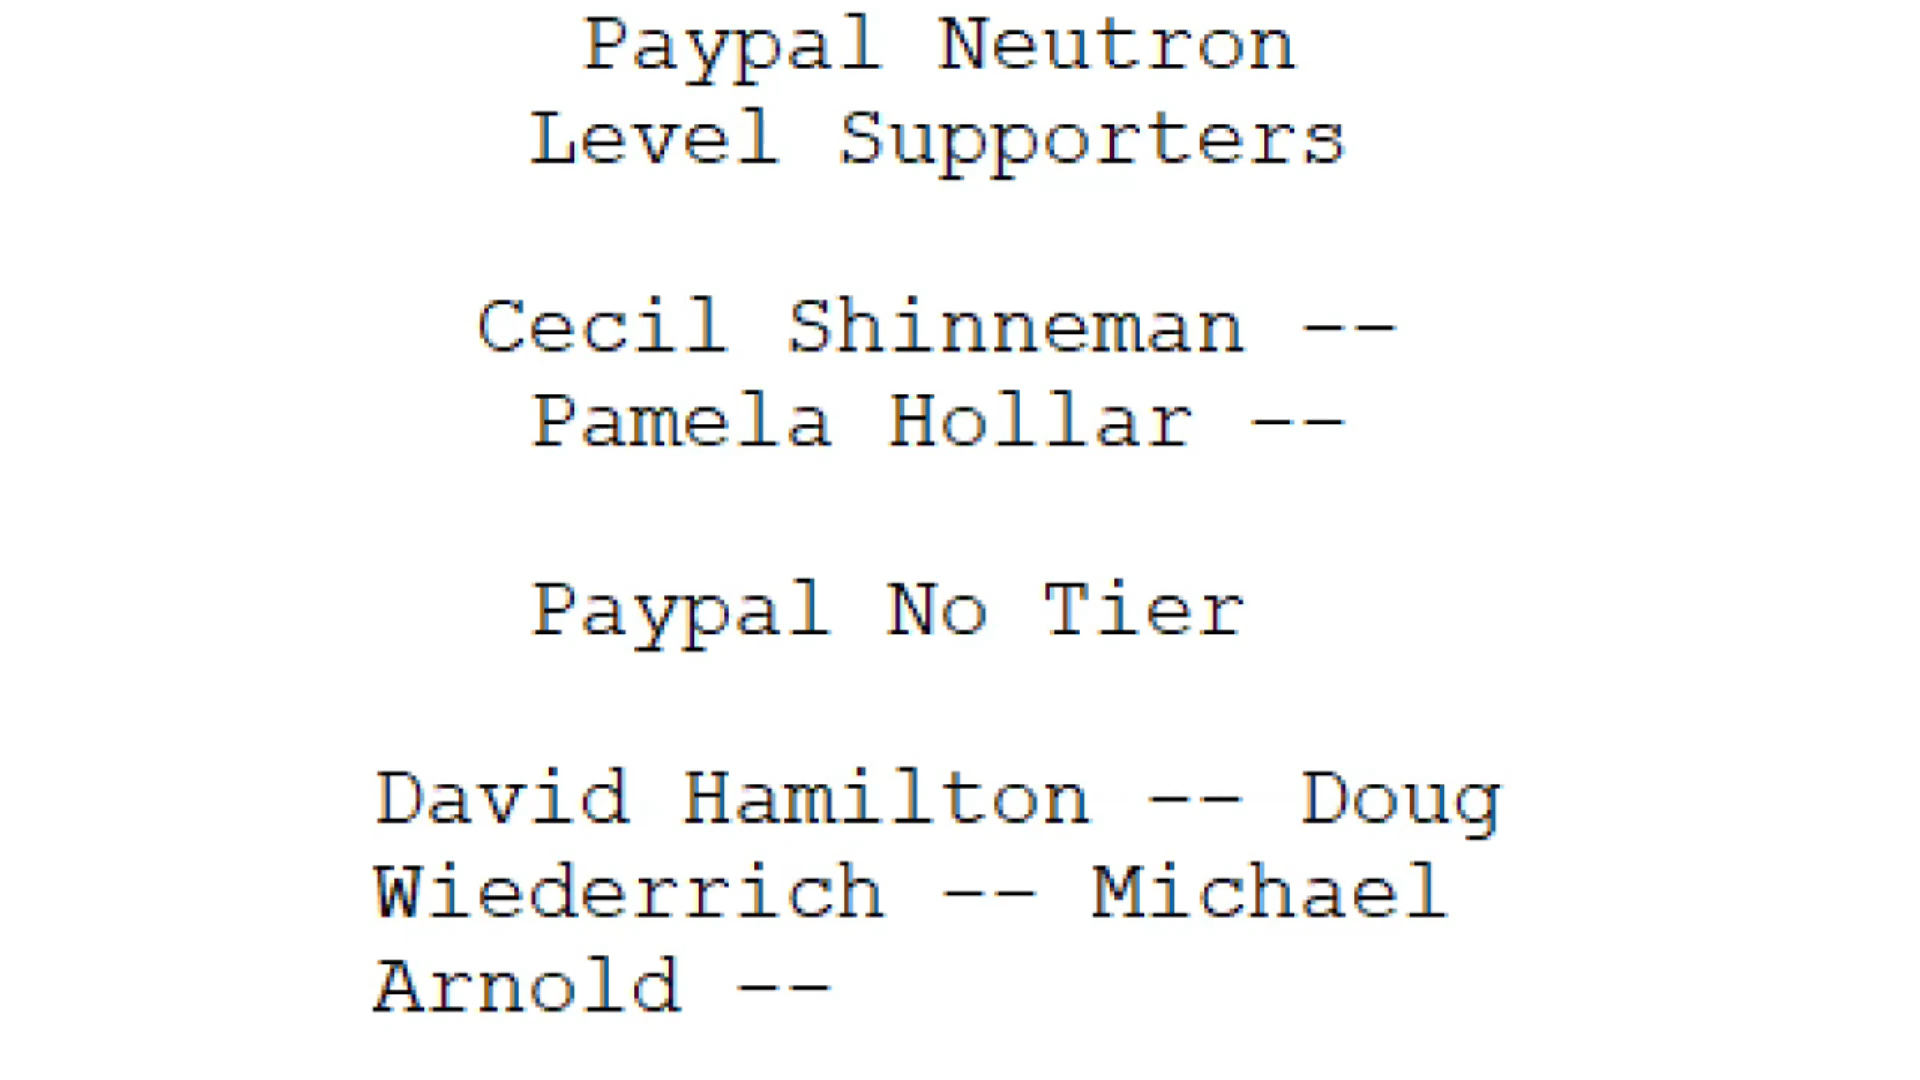 Paypal Neutron
Level Supporters
Cecil Shinneman --
Pamela Hollar --
Paypal No Tier
David Hamilton -- Doug
Wiederrich -- Michael
Arnold --